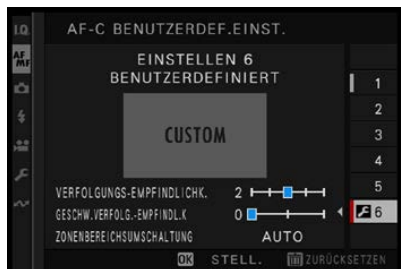 I.Q.
AF-C BENUTZERDEF.EINST.
AF
MF
EINSTELLEN 6
BENUTZERDEFINIERT
CUSTOM
1
2
3
4
5
6
VERFOLGUNGS-EMPFINDLICHK. 2
GESCHW.VERFOLG.-EMPFINDL.K 0
ZONENBEREICHSUMSCHALTUNG AUTO
OK STELL. ZURÜCKSETZEN